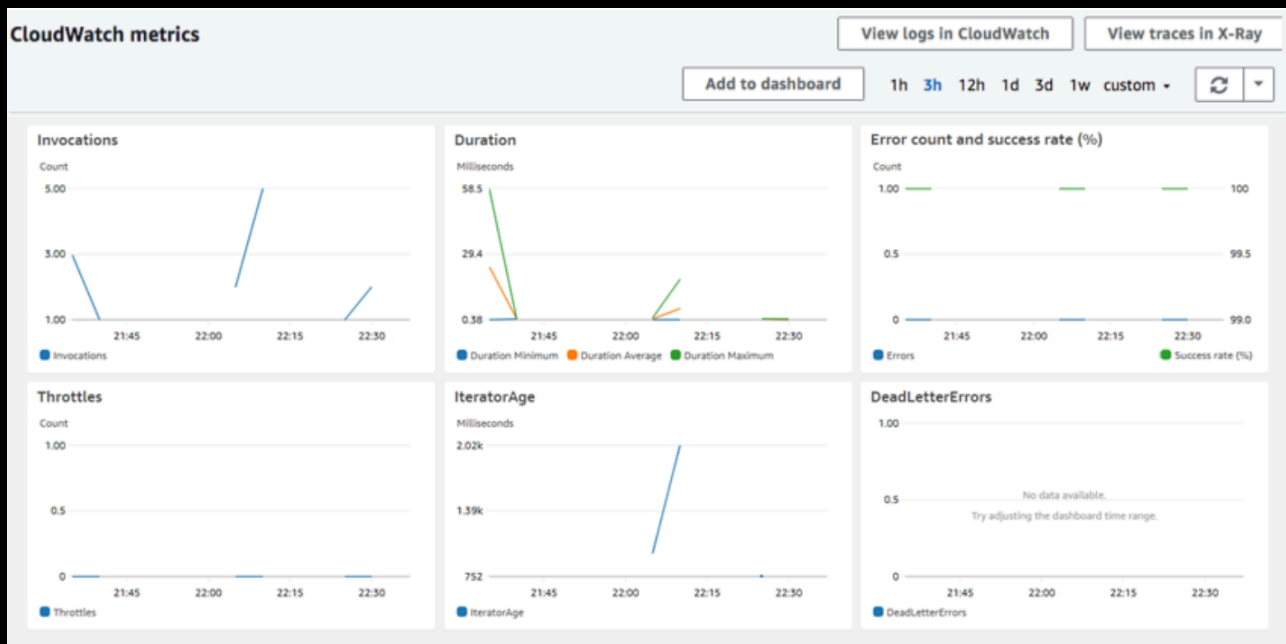 CloudWatch metrics
View logs in CloudWatch
View traces in X-Ray
Add to dashboard
1h 3h 12h 1d 3d 1w custom
Invocations
Count
5.00
3.00
1.00
21:45 22:00 22:15 22:30
Invocations
Duration
Milliseconds
58.5
29.4
0.38
21:45 22:00 22:15 22:30
Duration Minimum Duration Average Duration Maximum
Error count and success rate (%)
Count
1.00 100
0.5 99.5
0 99.0
21:45 22:00 22:15 22:30
Errors Success rate (%)
Throttles
Count
1.00
0.5
0
21:45 22:00 22:15 22:30
Throttles
IteratorAge
Milliseconds
2.02k
1.39k
752
21:45 22:00 22:15 22:30
IteratorAge
DeadLetterErrors
1.00
0.5
0
No data available.
Try adjusting the dashboard time range.
21:45 22:00 22:15 22:30
DeadLetterErrors